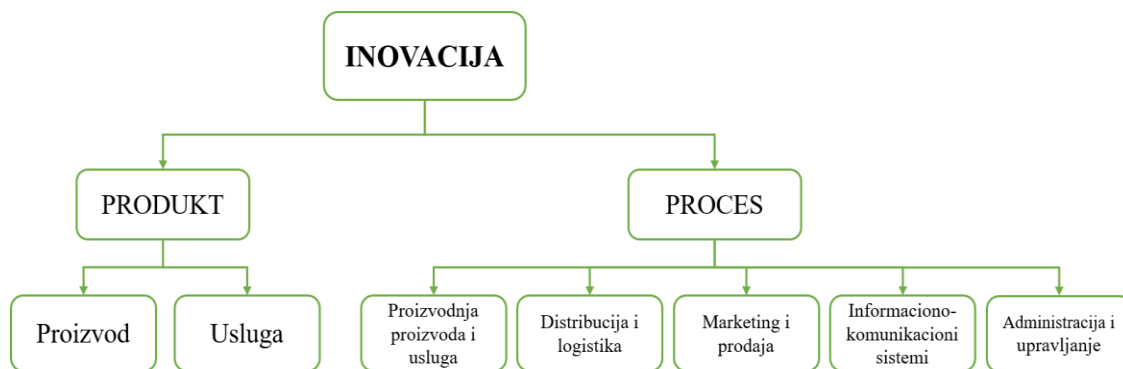 INOVACIJA
PRODUKT
PROCES
Proizvod
Usluga
Proizvodnja
proizvoda i
usluga
Distribucija i
logistika
Marketing i
prodaja
Informaciono-
komunikacioni
sistemi
Administracija i
upravljanje